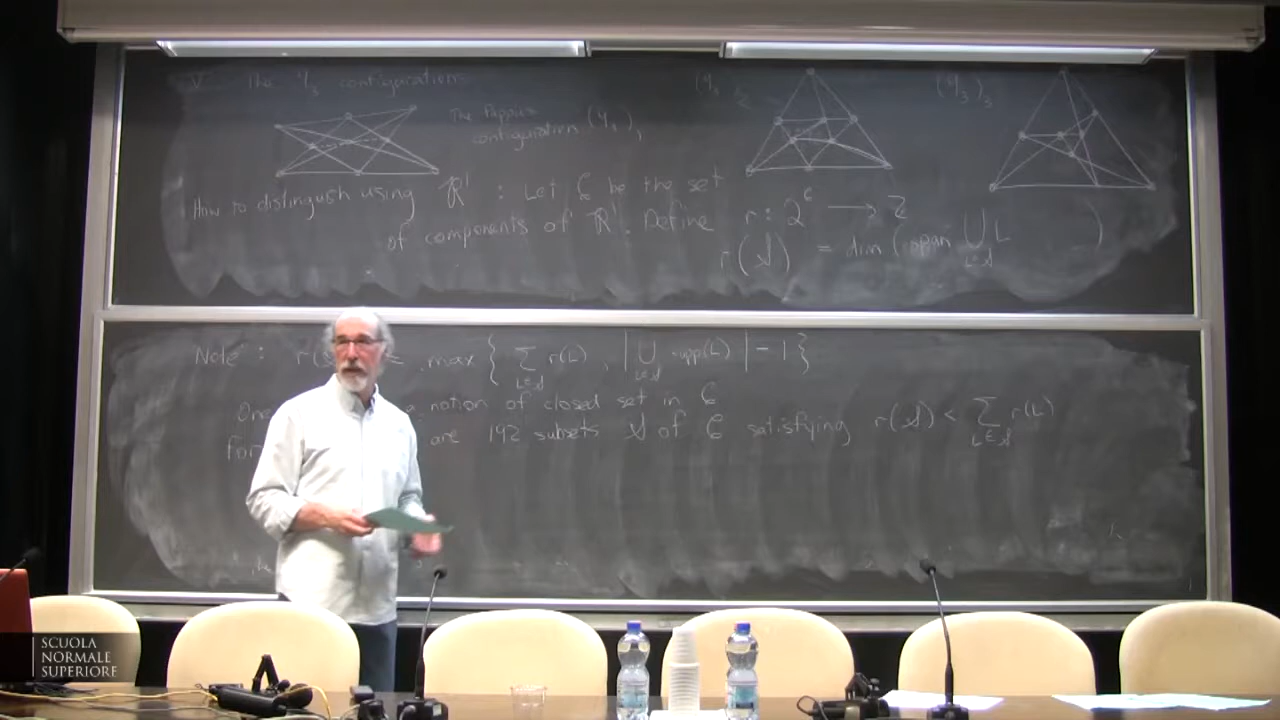 V. The 9₃ configuration
The Pappus configuration (9₃)₁
(9₃)₂
(9₃)₃
How to distinguish using R¹ : Let C be the set
of components of R¹. Define r : 2^C → Z
r(S) = dim (span ⋃_{L∈S} L )
Note : max { Σ_{L∈S} r(L), | ⋃_{L∈S} supp(L) | - 1 }
a notion of closed set in C
are 192 subsets S of C satisfying r(S) < Σ_{L∈S} r(L)
SCUOLA
NORMALE
SUPERIORE